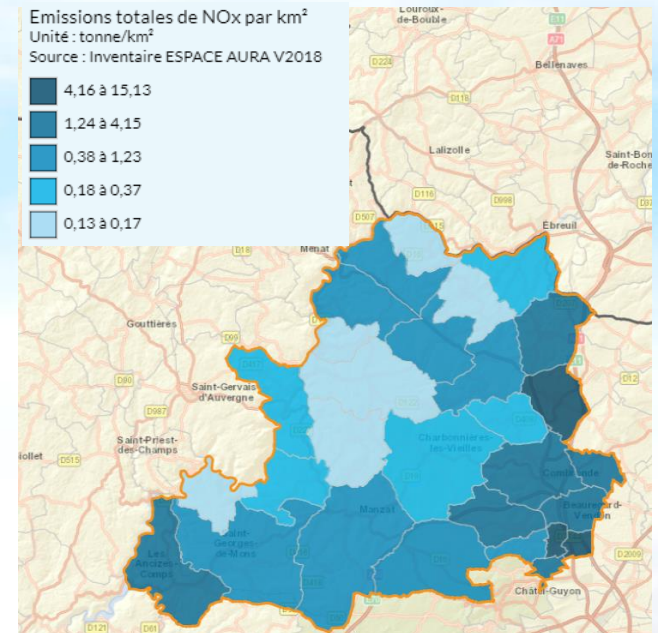 Emissions totales de NOx par km²
Unité : tonne/km²
Source : Inventaire ESPACE AURA V2018
4,16 à 15,13
1,24 à 4,15
0,38 à 1,23
0,18 à 0,37
0,13 à 0,17
Louroux-
de-Bouble
E11
A71
D224
Bellenaves
D118
Lalizolle
Saint-Bon
de-Roche
D116
D998
D507
Ébreuil
D18
Menat
Gouttières
D99
D90
D12
Saint-Gervais
d'Auvergne
D987
Saint-Priest-
des-Champs
D515
Charbonnières-
les-Vieilles
Combronde
Beauregard-
Vendon
Manzat
Saint-
Georges-
de-Mons
Les
Ancizes-
Comps
D2009
Châtel-Guyon
D121
D61